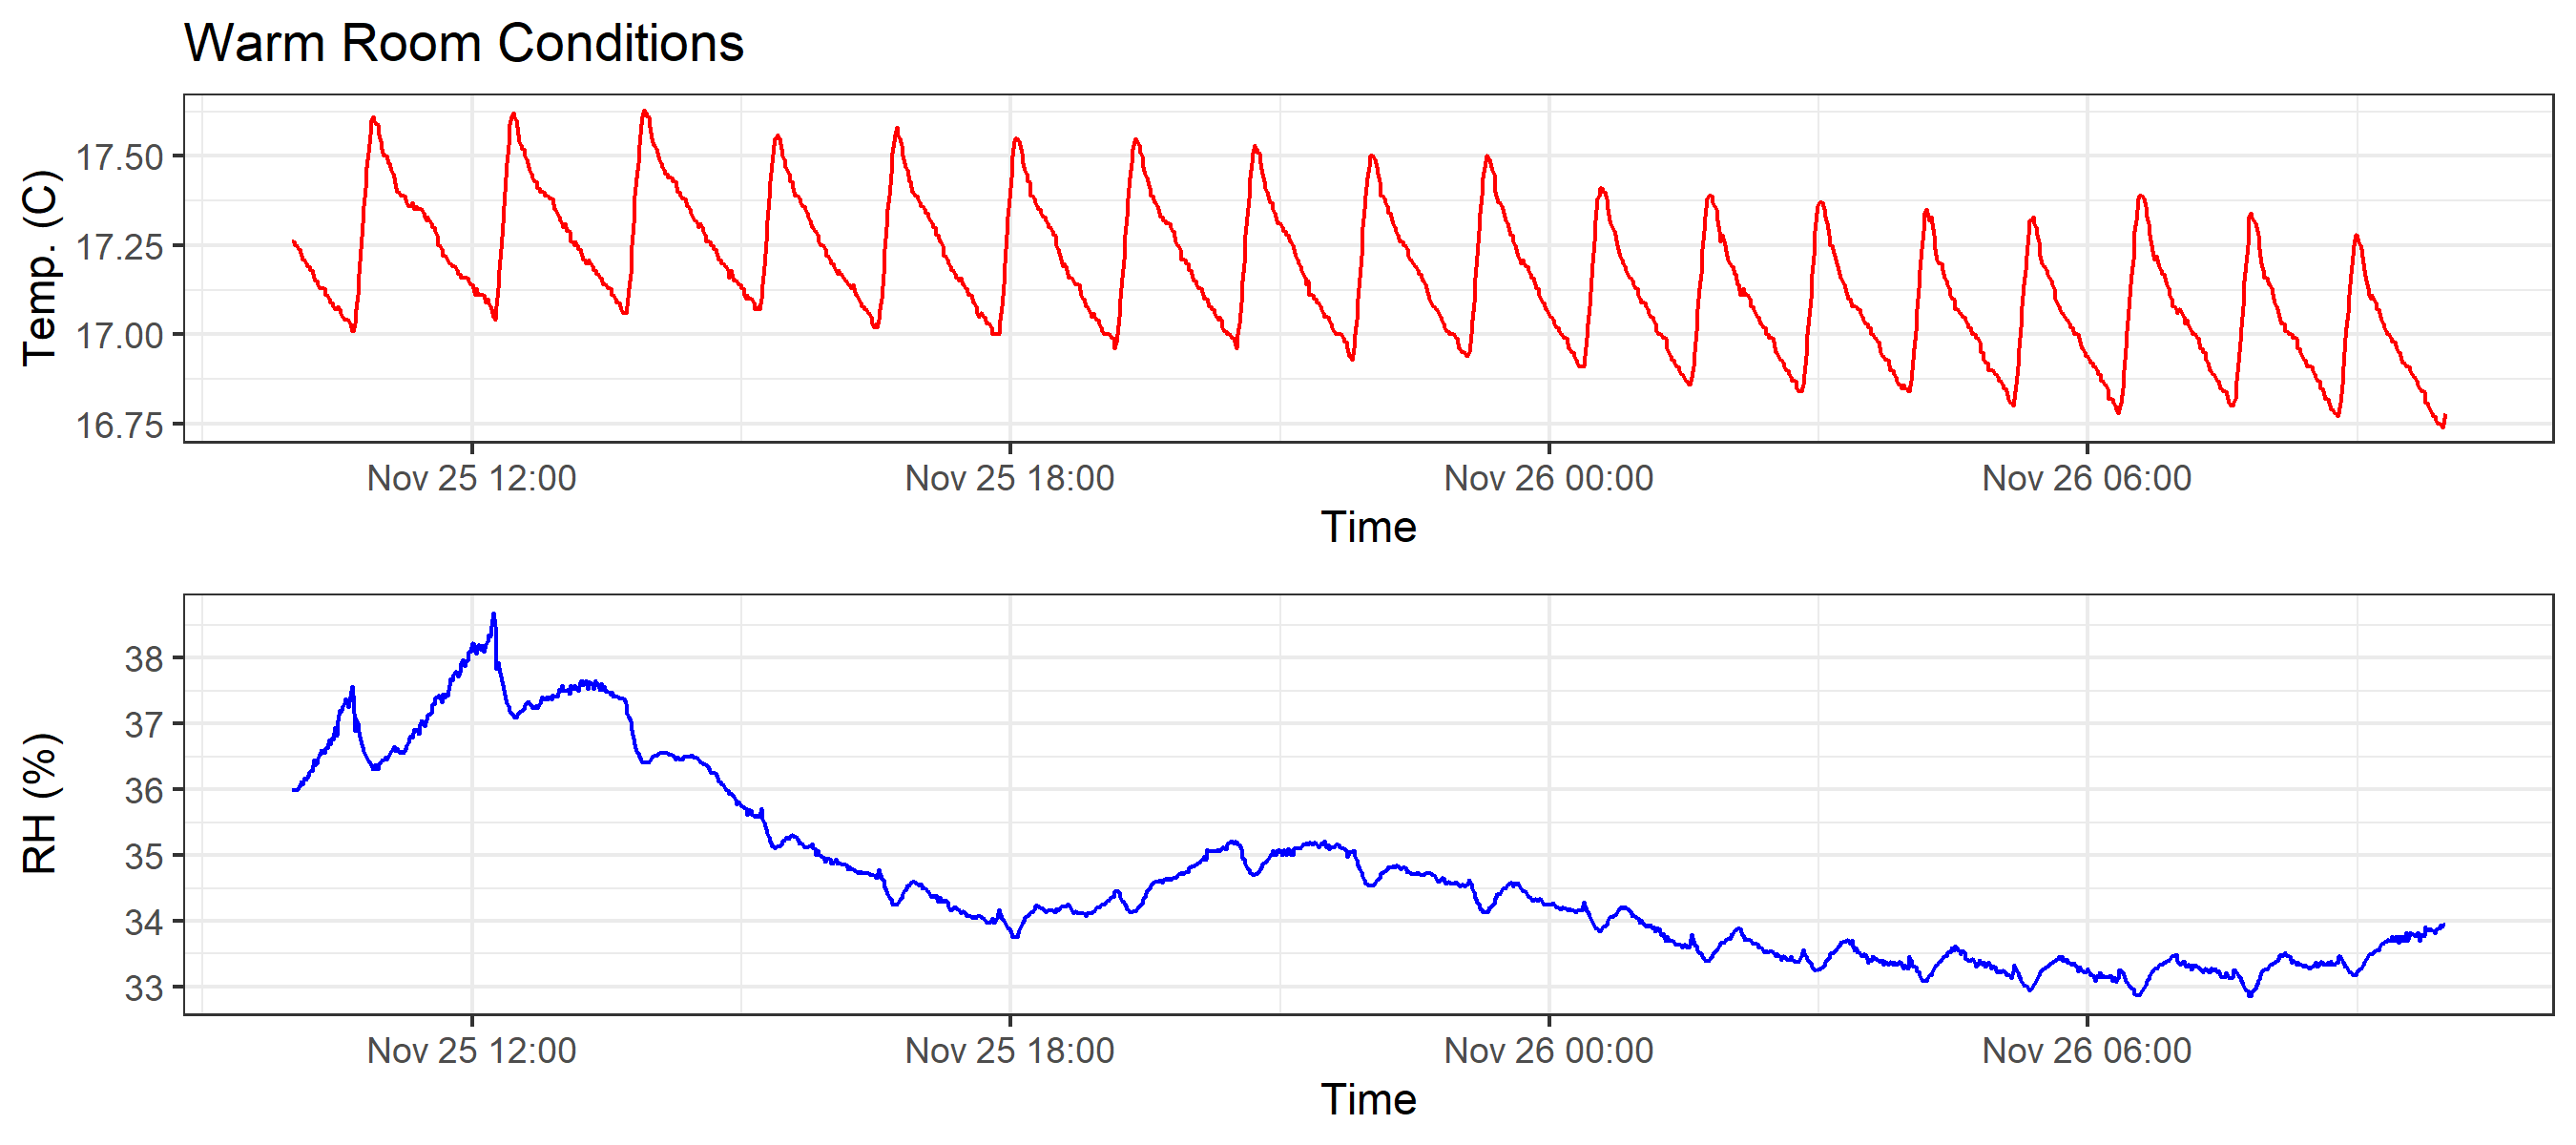 Warm Room Conditions
Temp. (C)
17.50
17.25
17.00
16.75
Nov 25 12:00 Nov 25 18:00 Nov 26 00:00 Nov 26 06:00
Time
RH (%)
38
37
36
35
34
33
Nov 25 12:00 Nov 25 18:00 Nov 26 00:00 Nov 26 06:00
Time